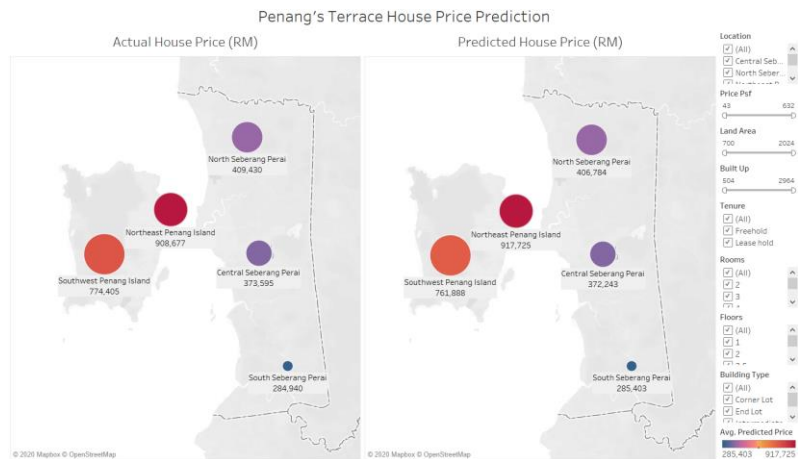 Penang's Terrace House Price Prediction
Actual House Price (RM)
North Seberang Perai
409,430
Northeast Penang Island
908,677
Southwest Penang Island
774,405
Central Seberang Perai
373,595
South Seberang Perai
284,940
© 2020 Mapbox © OpenStreetMap
Predicted House Price (RM)
North Seberang Perai
406,784
Northeast Penang Island
917,725
Southwest Penang Island
761,888
Central Seberang Perai
372,243
South Seberang Perai
285,403
© 2020 Mapbox © OpenStreetMap
Location
(All)
Central Seb...
North Seber...
Price Psf
43 632
Land Area
700 2024
Built Up
504 2964
Tenure
(All)
Freehold
Lease hold
Rooms
(All)
2
3
Floors
(All)
1
2
Building Type
(All)
Corner Lot
End Lot
Avg. Predicted Price
285,403 917,725